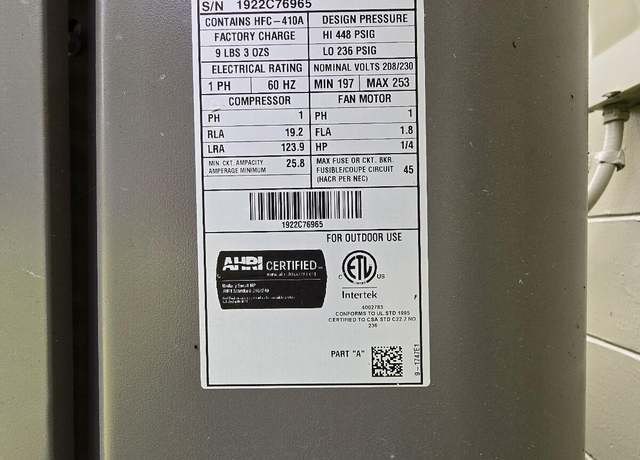 S/N 1922C76965
CONTAINS HFC-410A DESIGN PRESSURE
FACTORY CHARGE HI 448 PSIG
9 LBS 3 OZS LO 236 PSIG
ELECTRICAL RATING NOMINAL VOLTS 208/230
1 PH 60 HZ MIN 197 MAX 253
COMPRESSOR FAN MOTOR
PH 1 PH 1
RLA 19.2 FLA 1.8
LRA 123.9 HP 1/4
MIN. CKT. AMPACITY
AMPERAGE MINIMUM 25.8
MAX FUSE OR CKT. BKR.
FUSIBLE/COUPE CIRCUIT 45
(HACR PER NEC)
1922C76965
FOR OUTDOOR USE
AHRI CERTIFIED
C ETL US
Intertek
4002783
CONFORMS TO UL STD 1995
CERTIFIED TO CSA STD C22.2 NO
236
PART "A"
F
9-1747E1